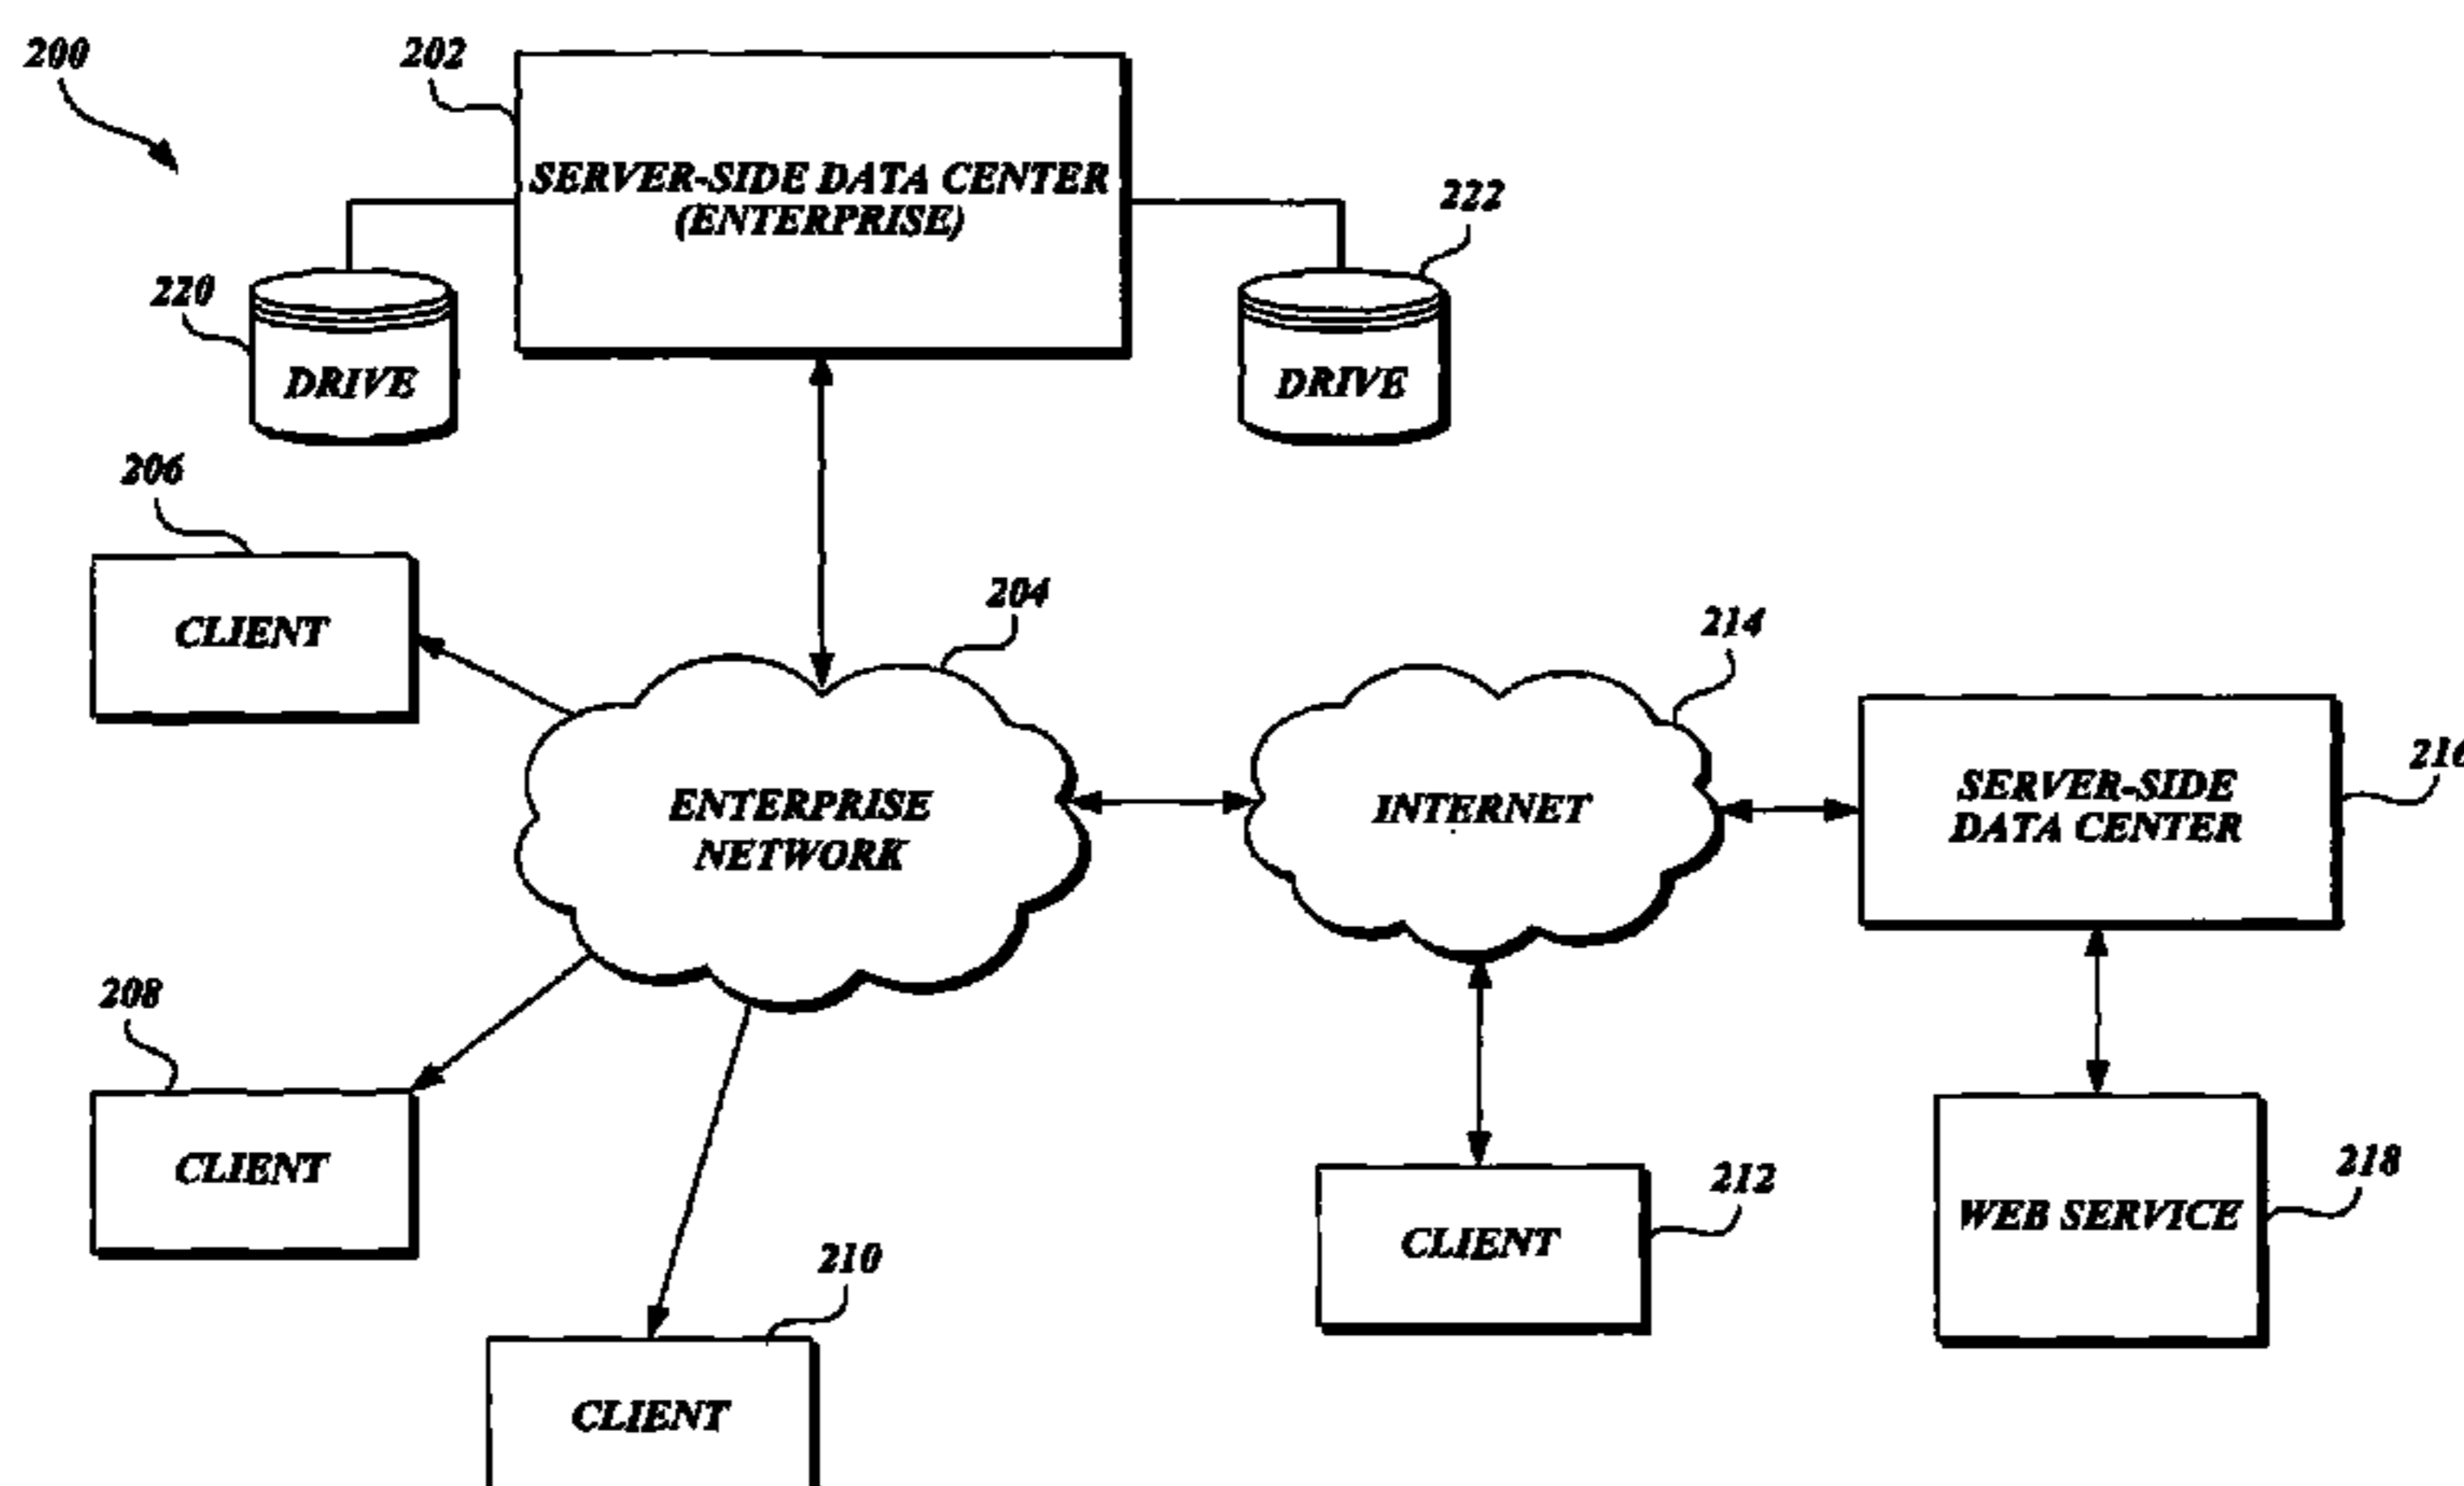 200
202
SERVER-SIDE DATA CENTER
(ENTERPRISE)
222
220
DRIVE
DRIVE
206
CLIENT
204
214
ENTERPRISE
NETWORK
INTERNET
SERVER-SIDE
DATA CENTER
216
208
CLIENT
210
CLIENT
212
CLIENT
218
WEB SERVICE